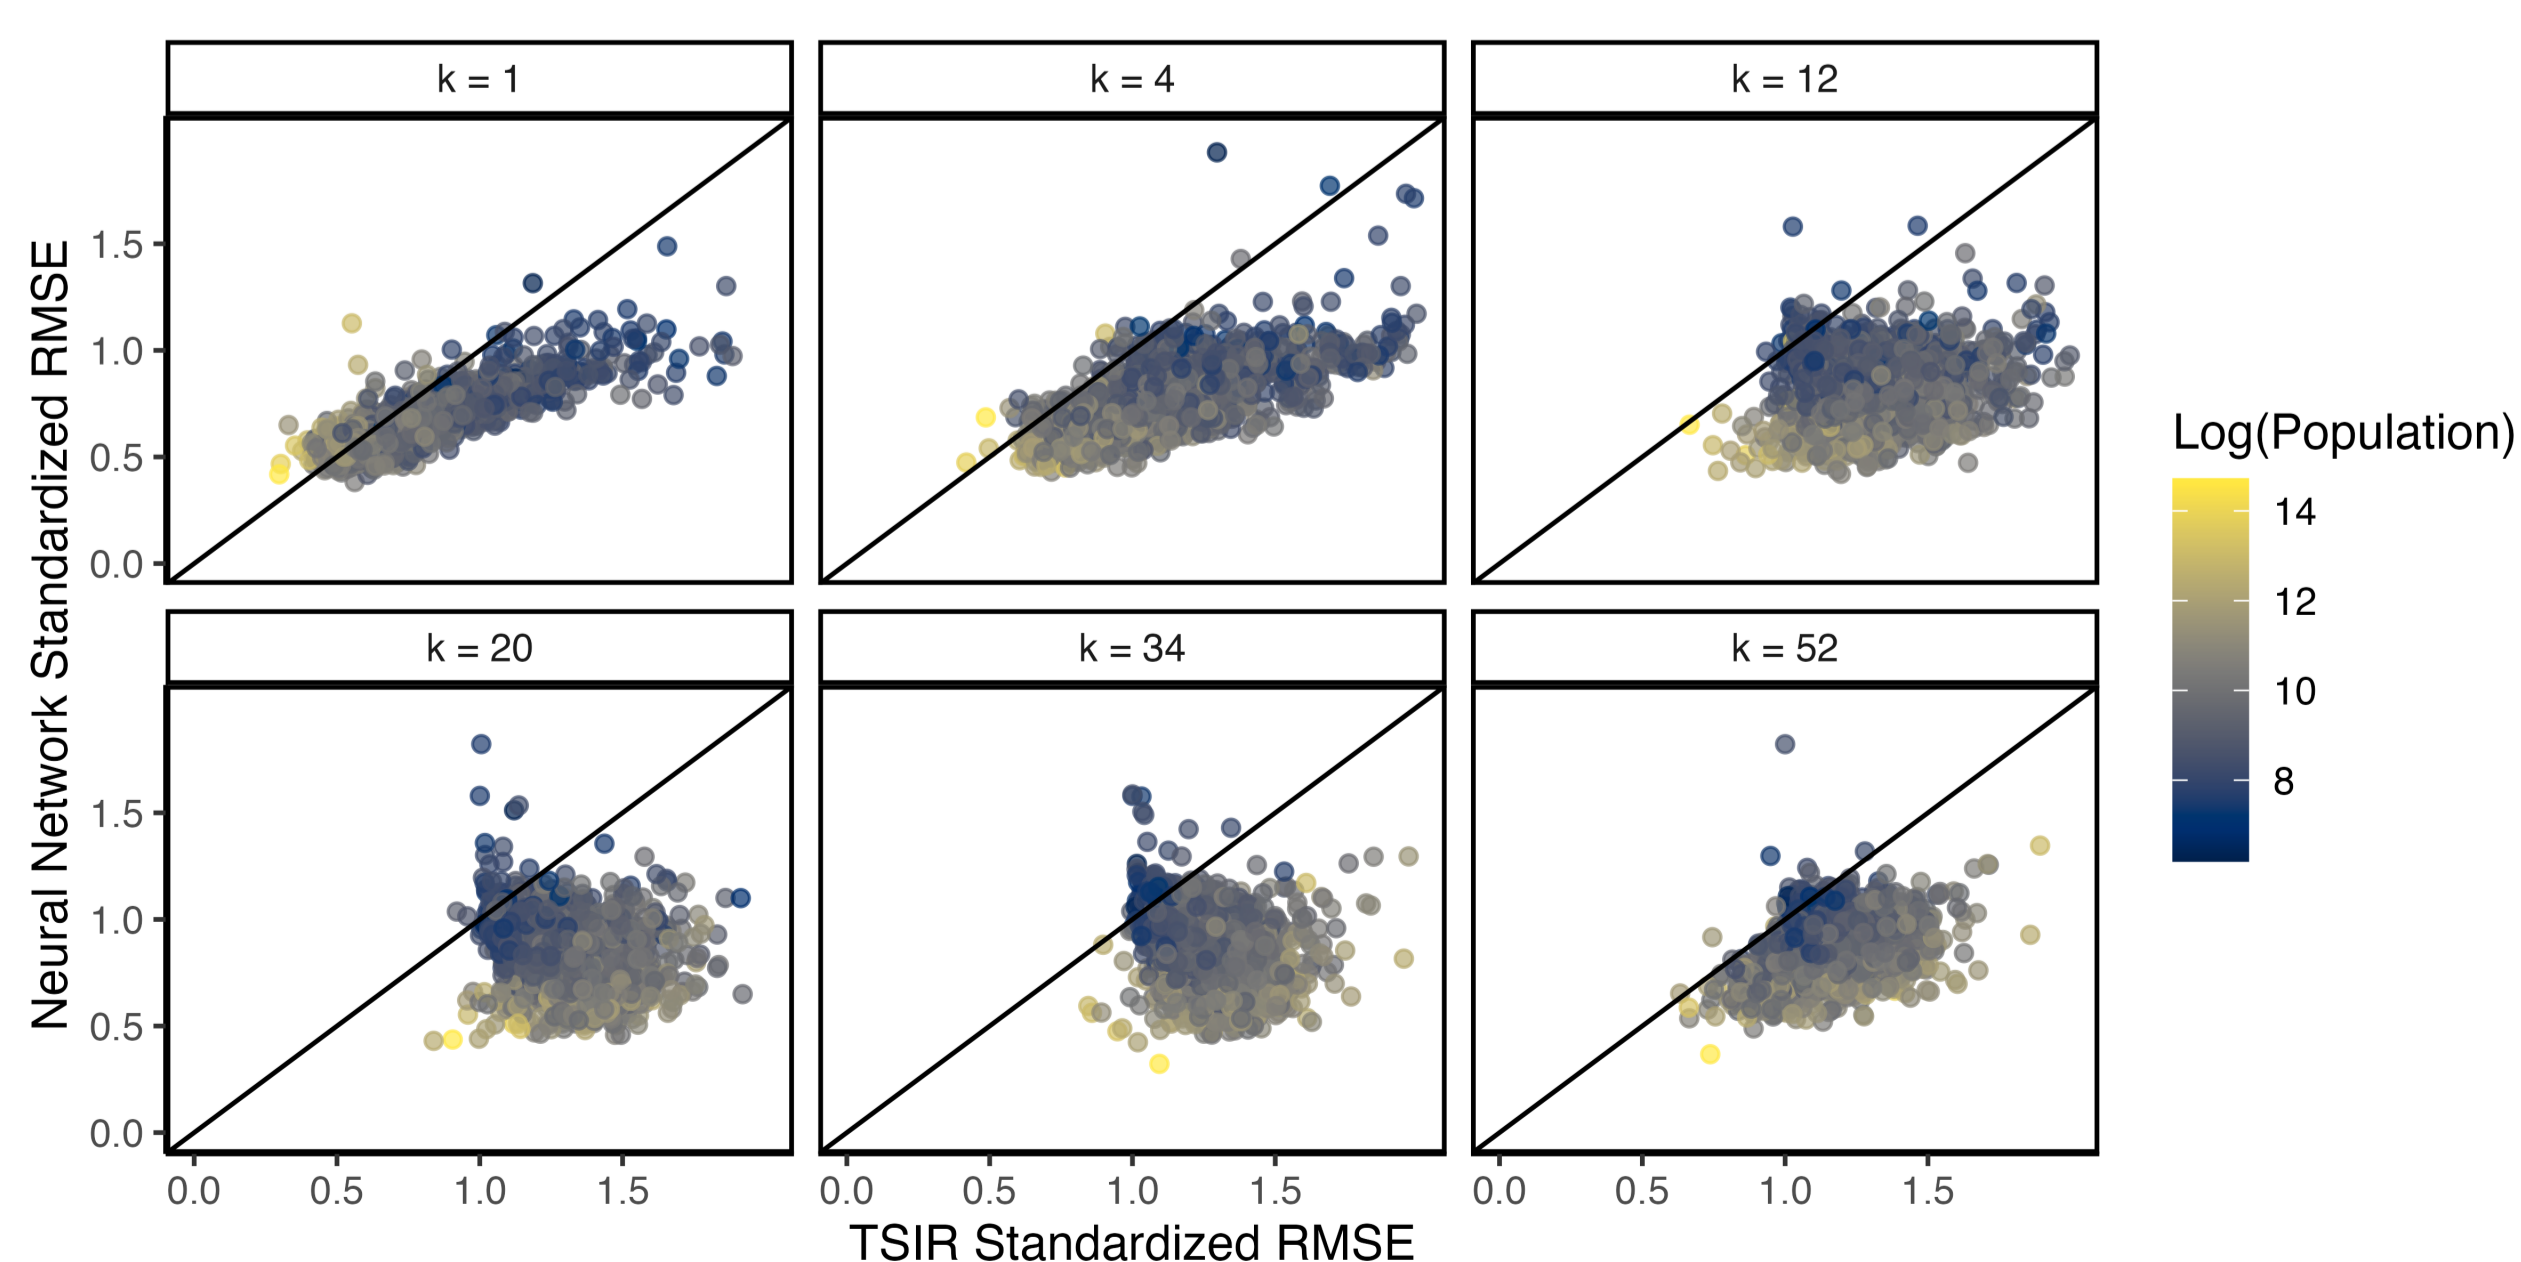 k = 1
k = 4
k = 12
1.5
1.0
0.5
0.0
k = 20
k = 34
k = 52
1.5
1.0
0.5
0.0
0.0 0.5 1.0 1.5
0.0 0.5 1.0 1.5
0.0 0.5 1.0 1.5
TSIR Standardized RMSE
Neural Network Standardized RMSE
Log(Population)
14
12
10
8